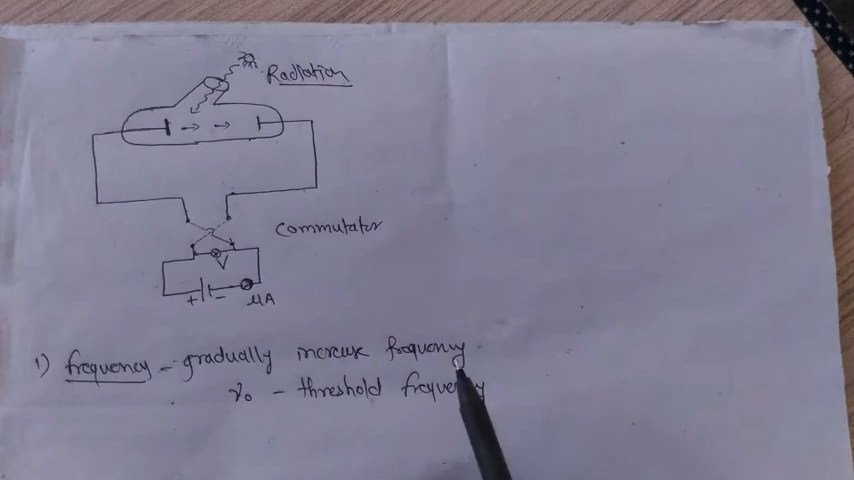 Radiation
Commutator
V
+ - μA
1) frequency - gradually increase frequency
ν₀ - threshold frequency